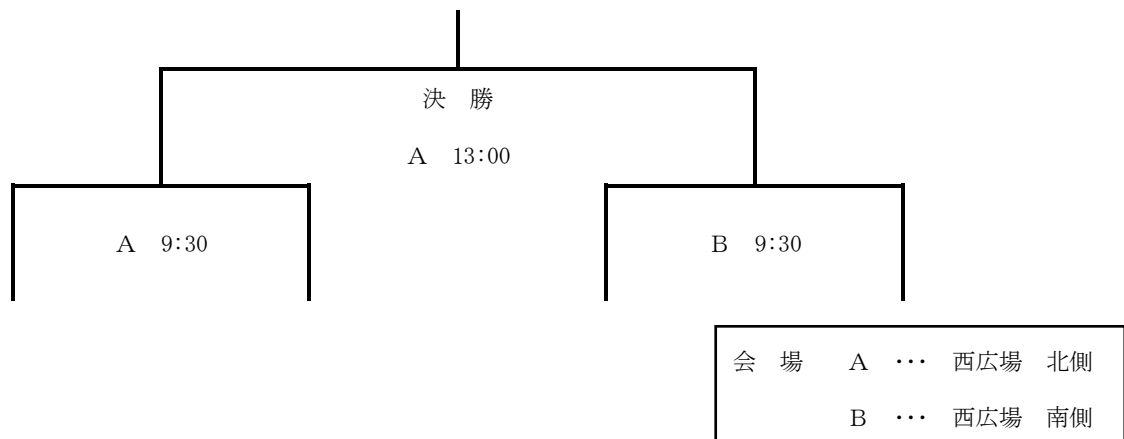 決　勝
A　13:00
A　9:30
B　9:30
会　場　A　･･･　西広場　北側
B　･･･　西広場　南側